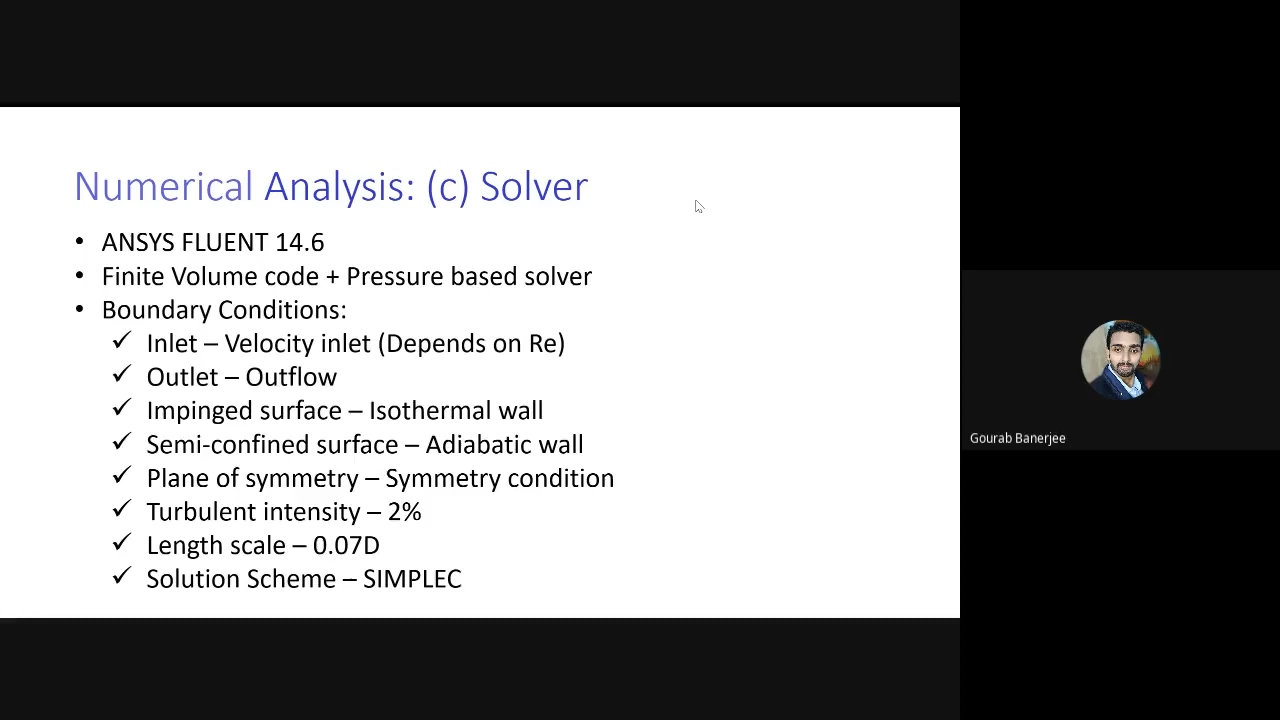 Numerical Analysis: (c) Solver
• ANSYS FLUENT 14.6
• Finite Volume code + Pressure based solver
• Boundary Conditions:
✓ Inlet – Velocity inlet (Depends on Re)
✓ Outlet – Outflow
✓ Impinged surface – Isothermal wall
✓ Semi-confined surface – Adiabatic wall
✓ Plane of symmetry – Symmetry condition
✓ Turbulent intensity – 2%
✓ Length scale – 0.07D
✓ Solution Scheme – SIMPLEC
Gourab Banerjee